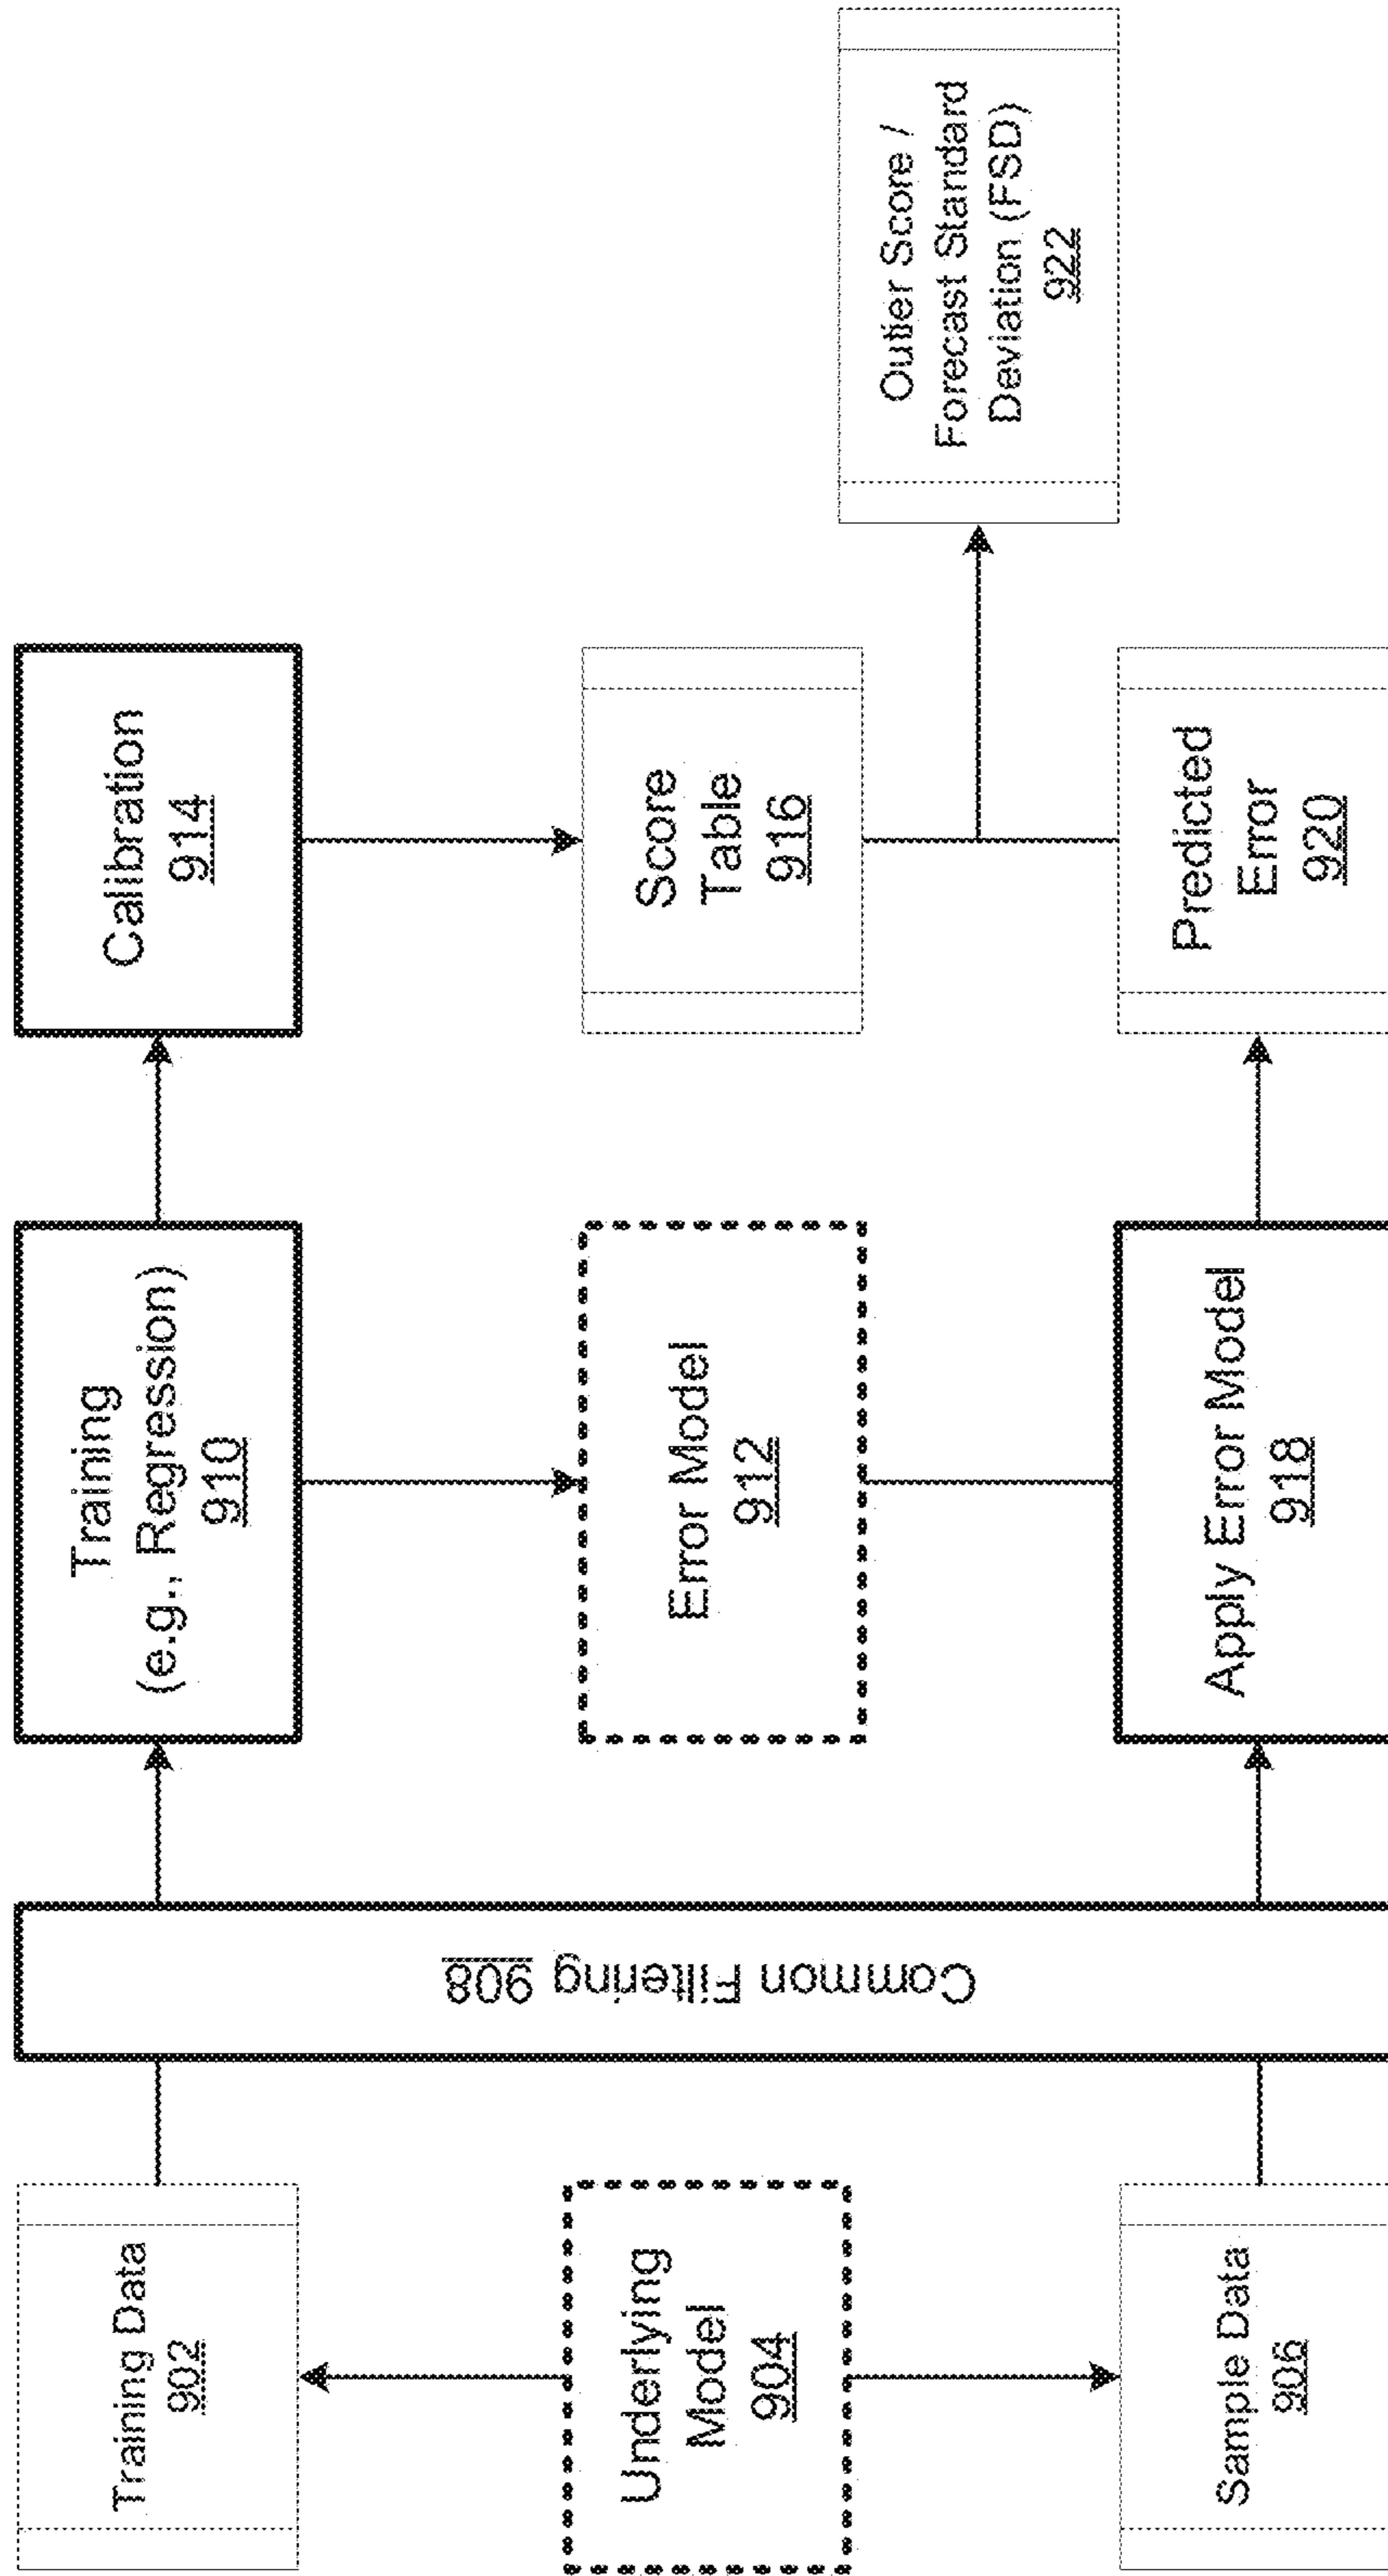 Training Data
902
Underlying
Model
904
Sample Data
906
Common Filtering 908
Training
(e.g., Regression)
910
Error Model
912
Apply Error Model
918
Calibration
914
Score
Table
916
Predicted
Error
920
Outlier Score /
Forecast Standard
Deviation (FSD)
922